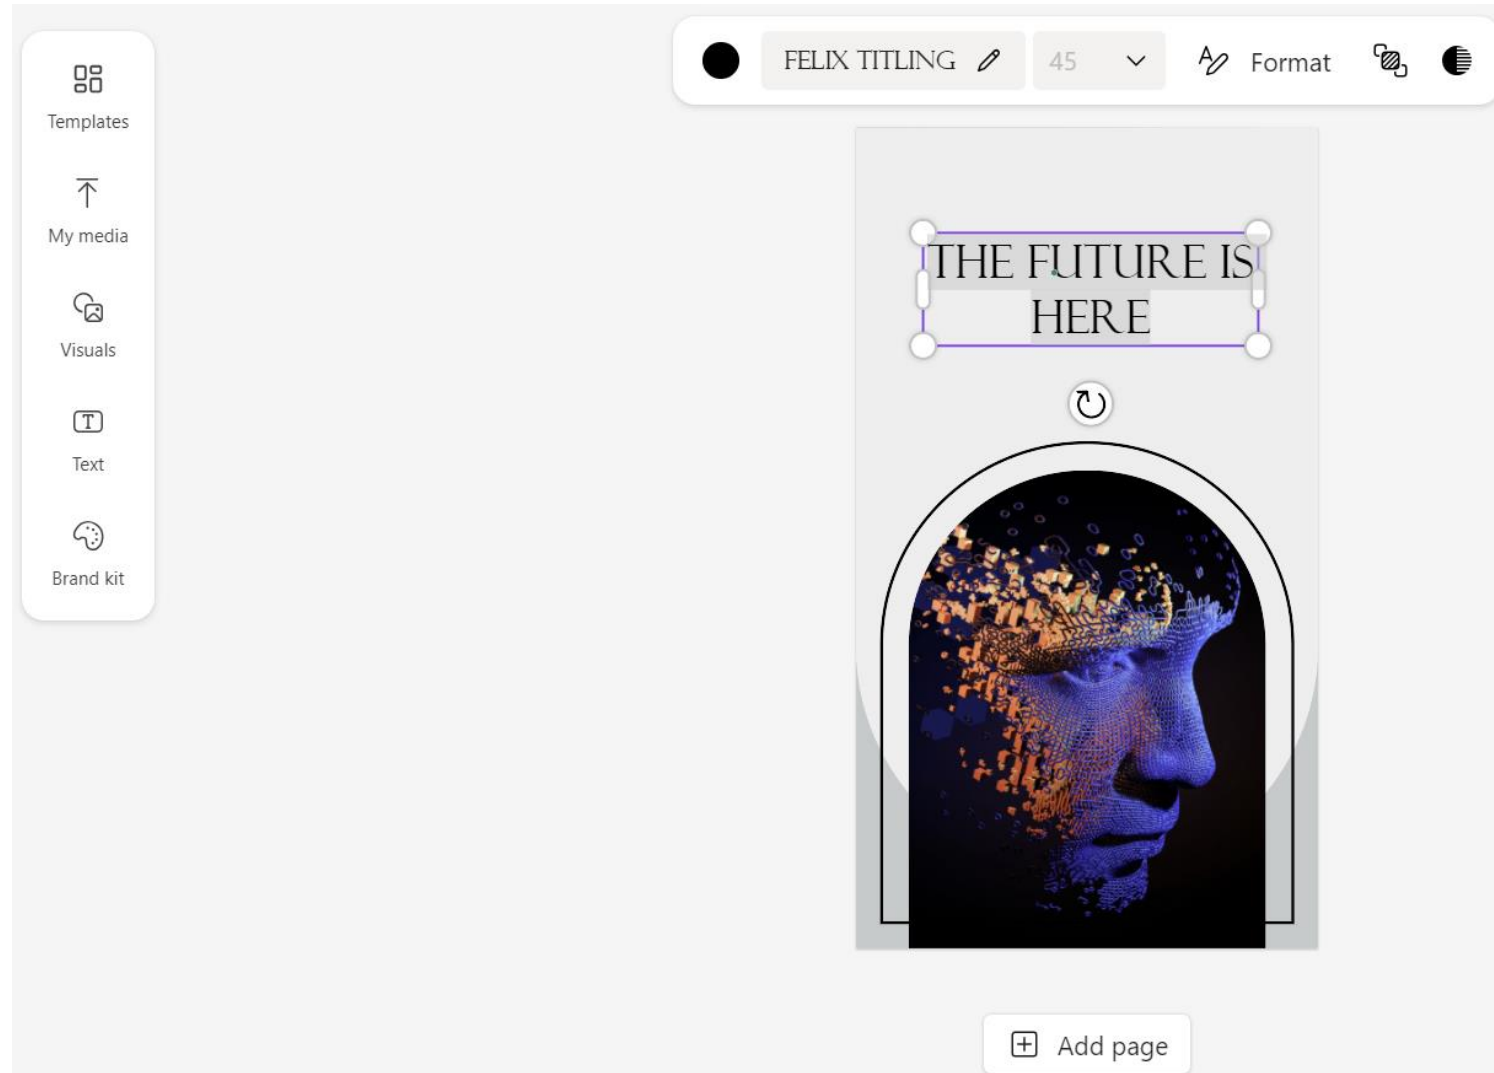 FELIX TITLING
45
Format
Templates
My media
Visuals
Text
Brand kit
THE FUTURE IS
HERE
Add page